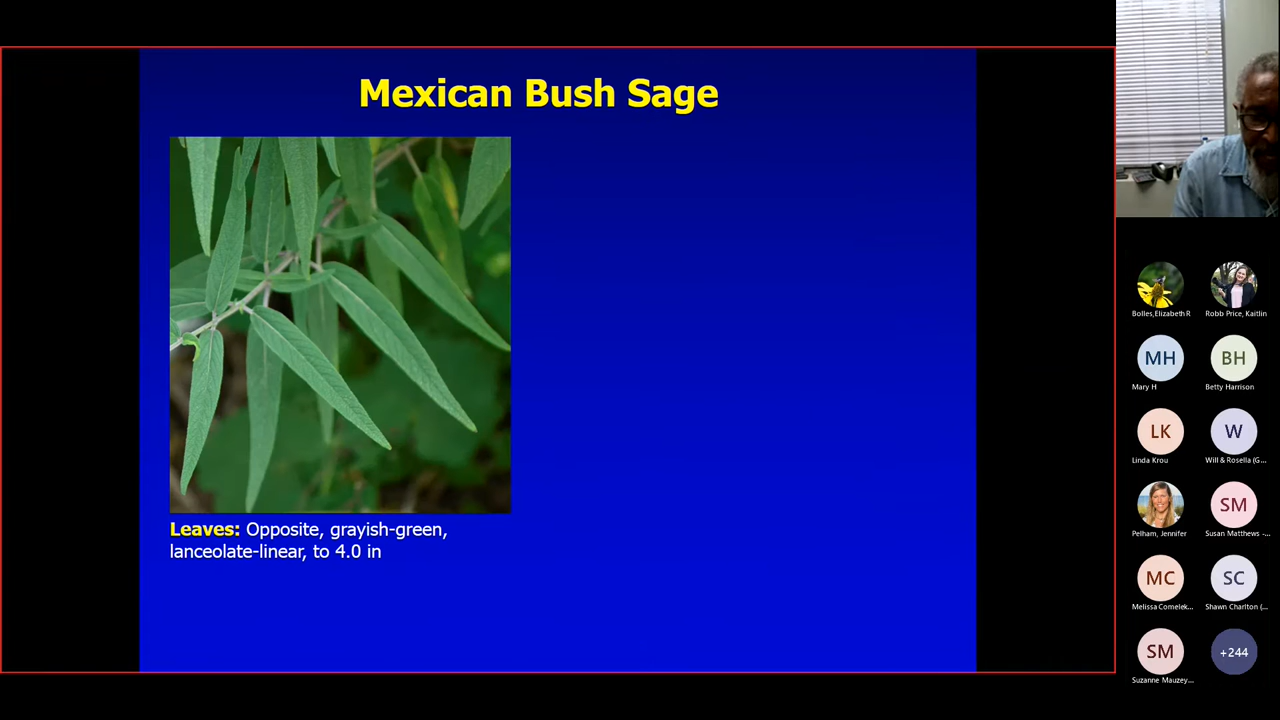 Mexican Bush Sage
Leaves: Opposite, grayish-green,
lanceolate-linear, to 4.0 in
Bolles,Elizabeth R
Robb Price, Kaitlin
MH
Mary H
BH
Betty Harrison
LK
Linda Krou
W
Will & Rosella (G...
Pelham, Jennifer
SM
Susan Matthews -...
MC
Melissa Comelek...
SC
Shawn Charlton (...
SM
Suzanne Mauzey...
+244